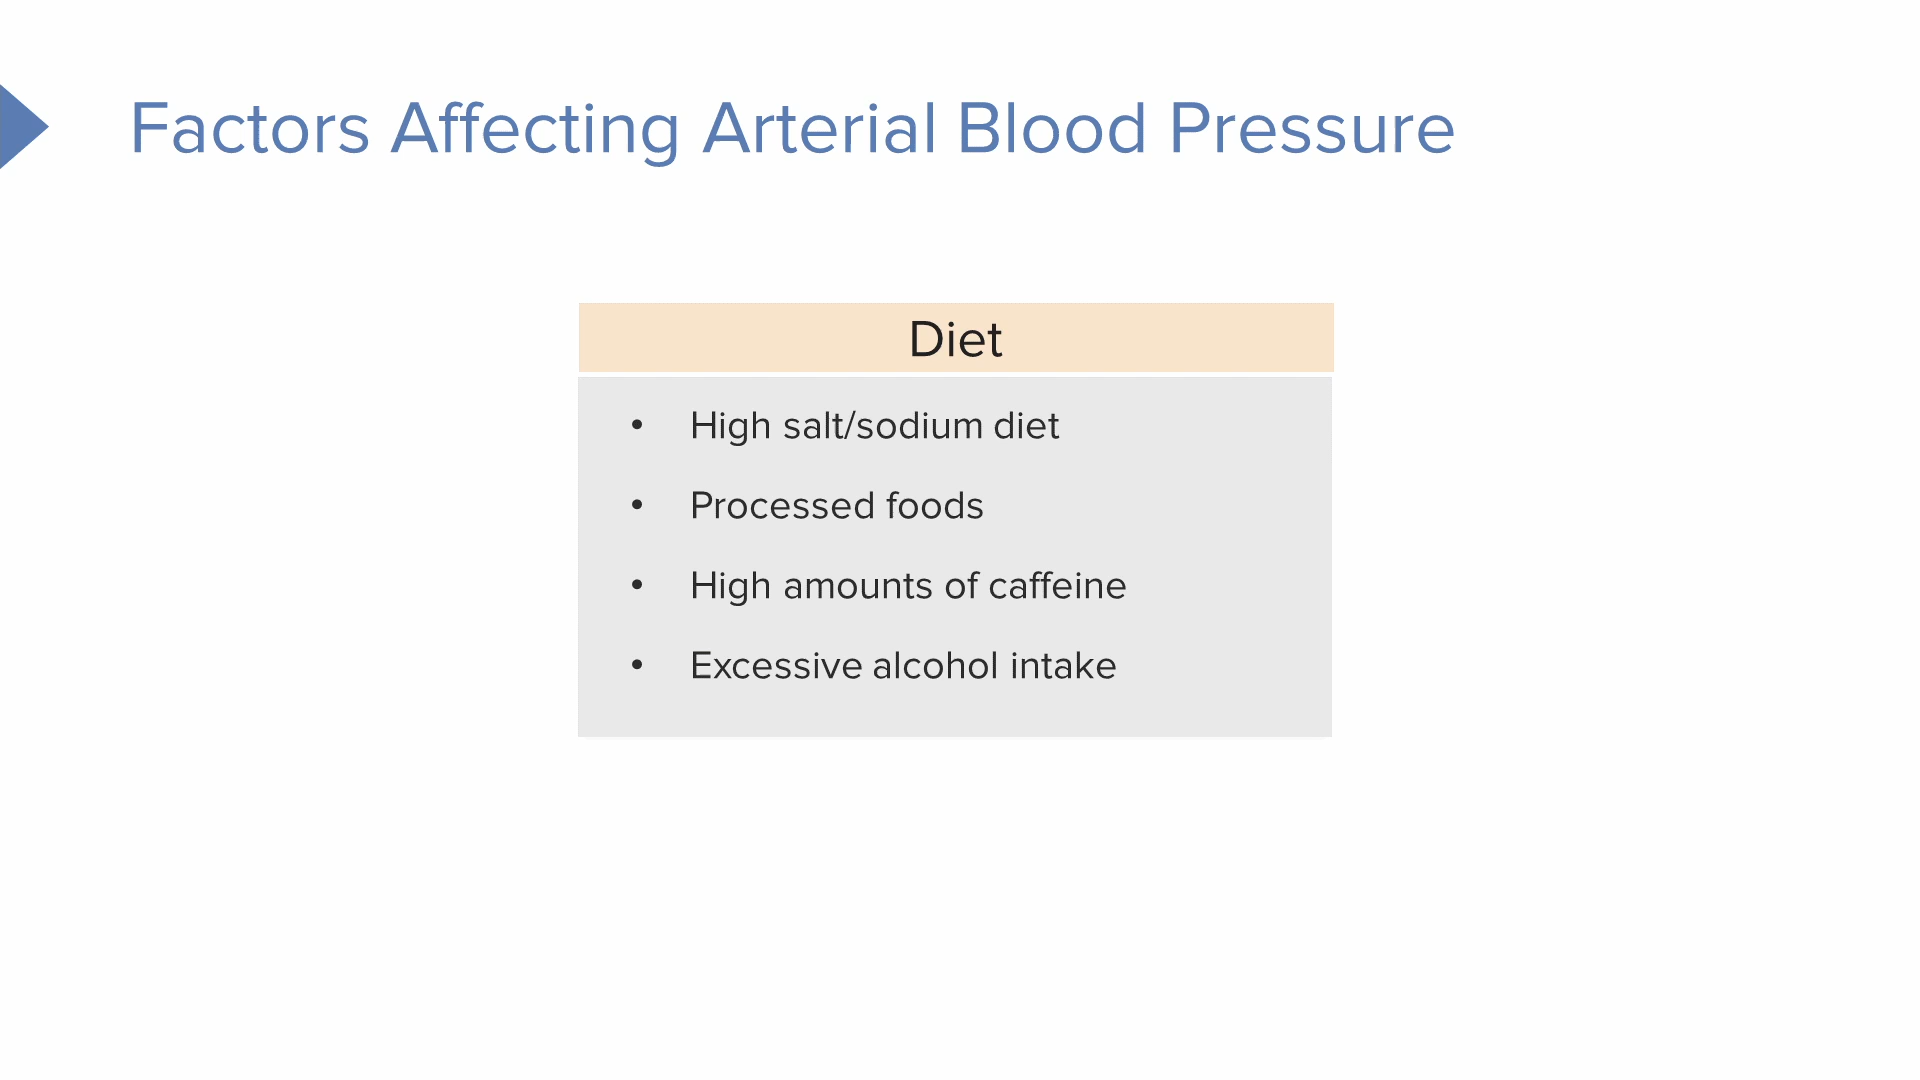 Factors Affecting Arterial Blood Pressure
Diet
• High salt/sodium diet
• Processed foods
• High amounts of caffeine
• Excessive alcohol intake